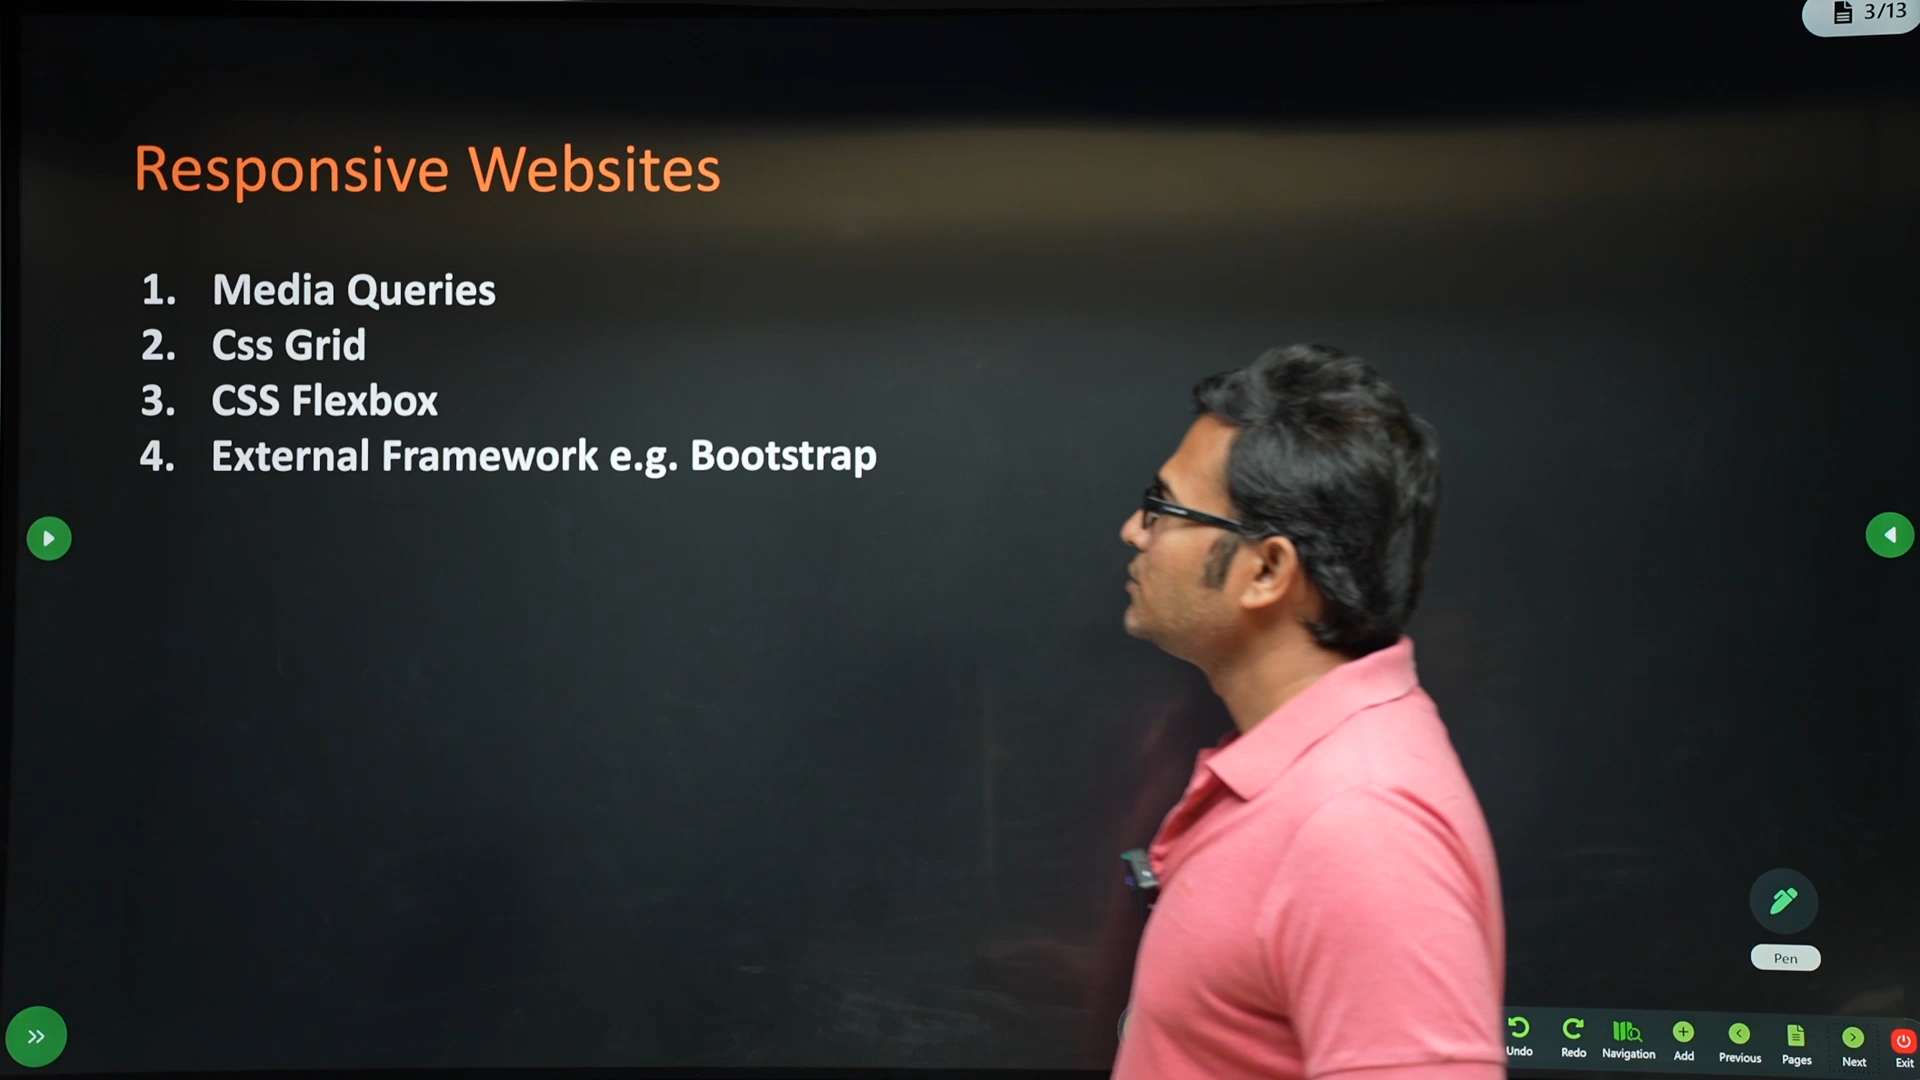 3/13
Responsive Websites
1. Media Queries
2. Css Grid
3. CSS Flexbox
4. External Framework e.g. Bootstrap
Pen
Undo Redo Navigation Add Previous Pages Next Exit